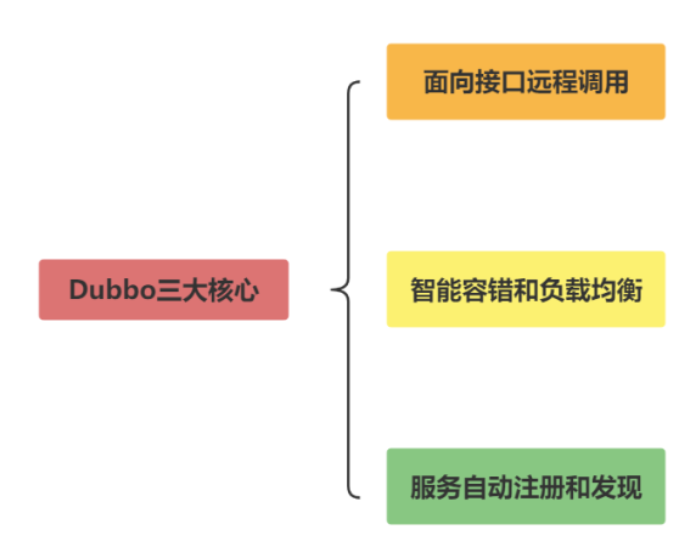 面向接口远程调用
Dubbo三大核心
智能容错和负载均衡
服务自动注册和发现